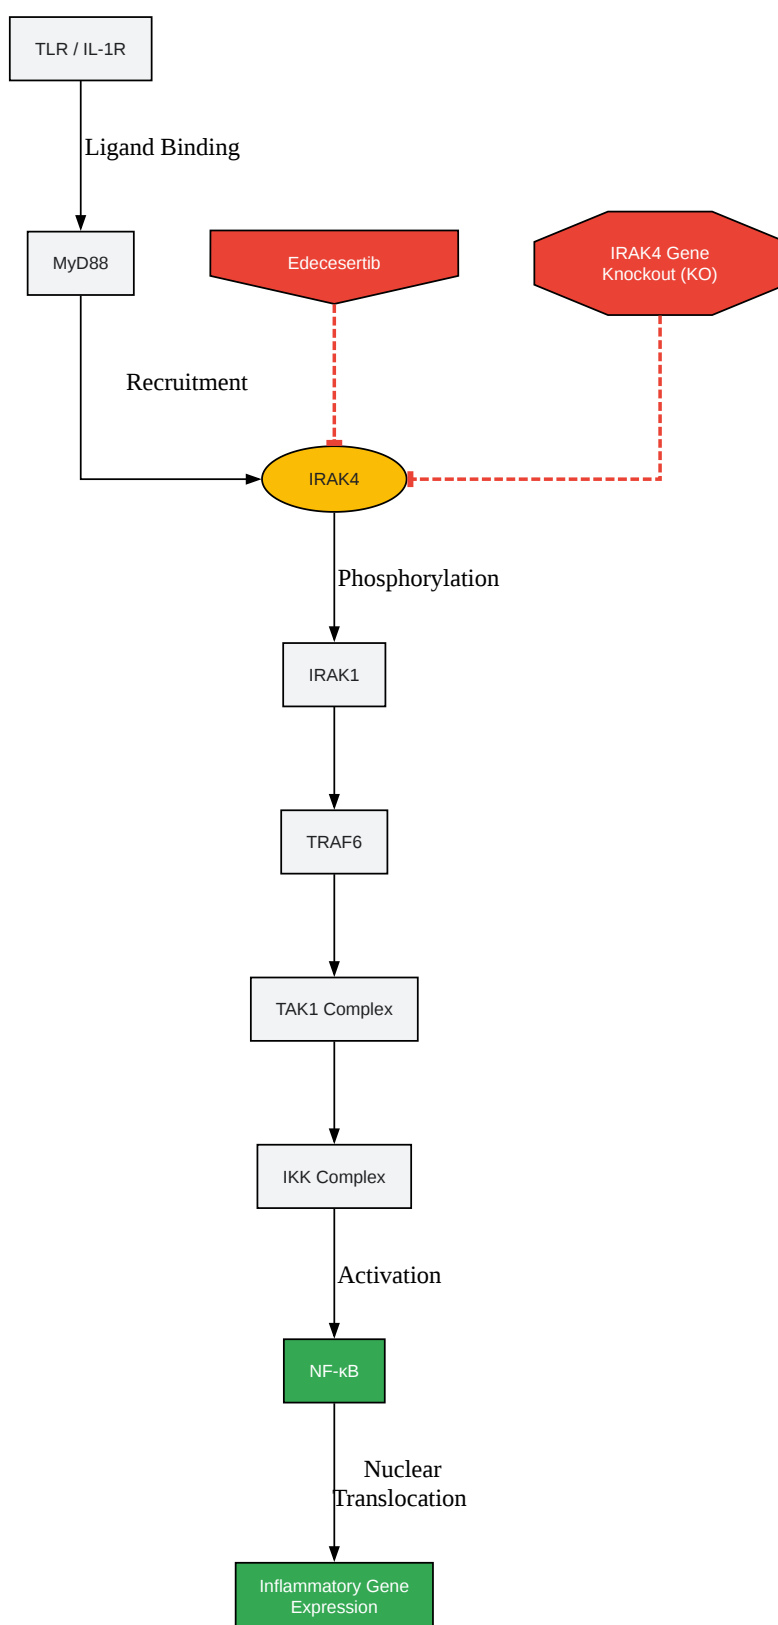 TLR / IL-1R
Ligand Binding
MyD88
Edecesertib
IRAK4 Gene
Knockout (KO)
Recruitment
IRAK4
Phosphorylation
IRAK1
TRAF6
TAK1 Complex
IKK Complex
Activation
NF-κB
Nuclear
Translocation
Inflammatory Gene
Expression